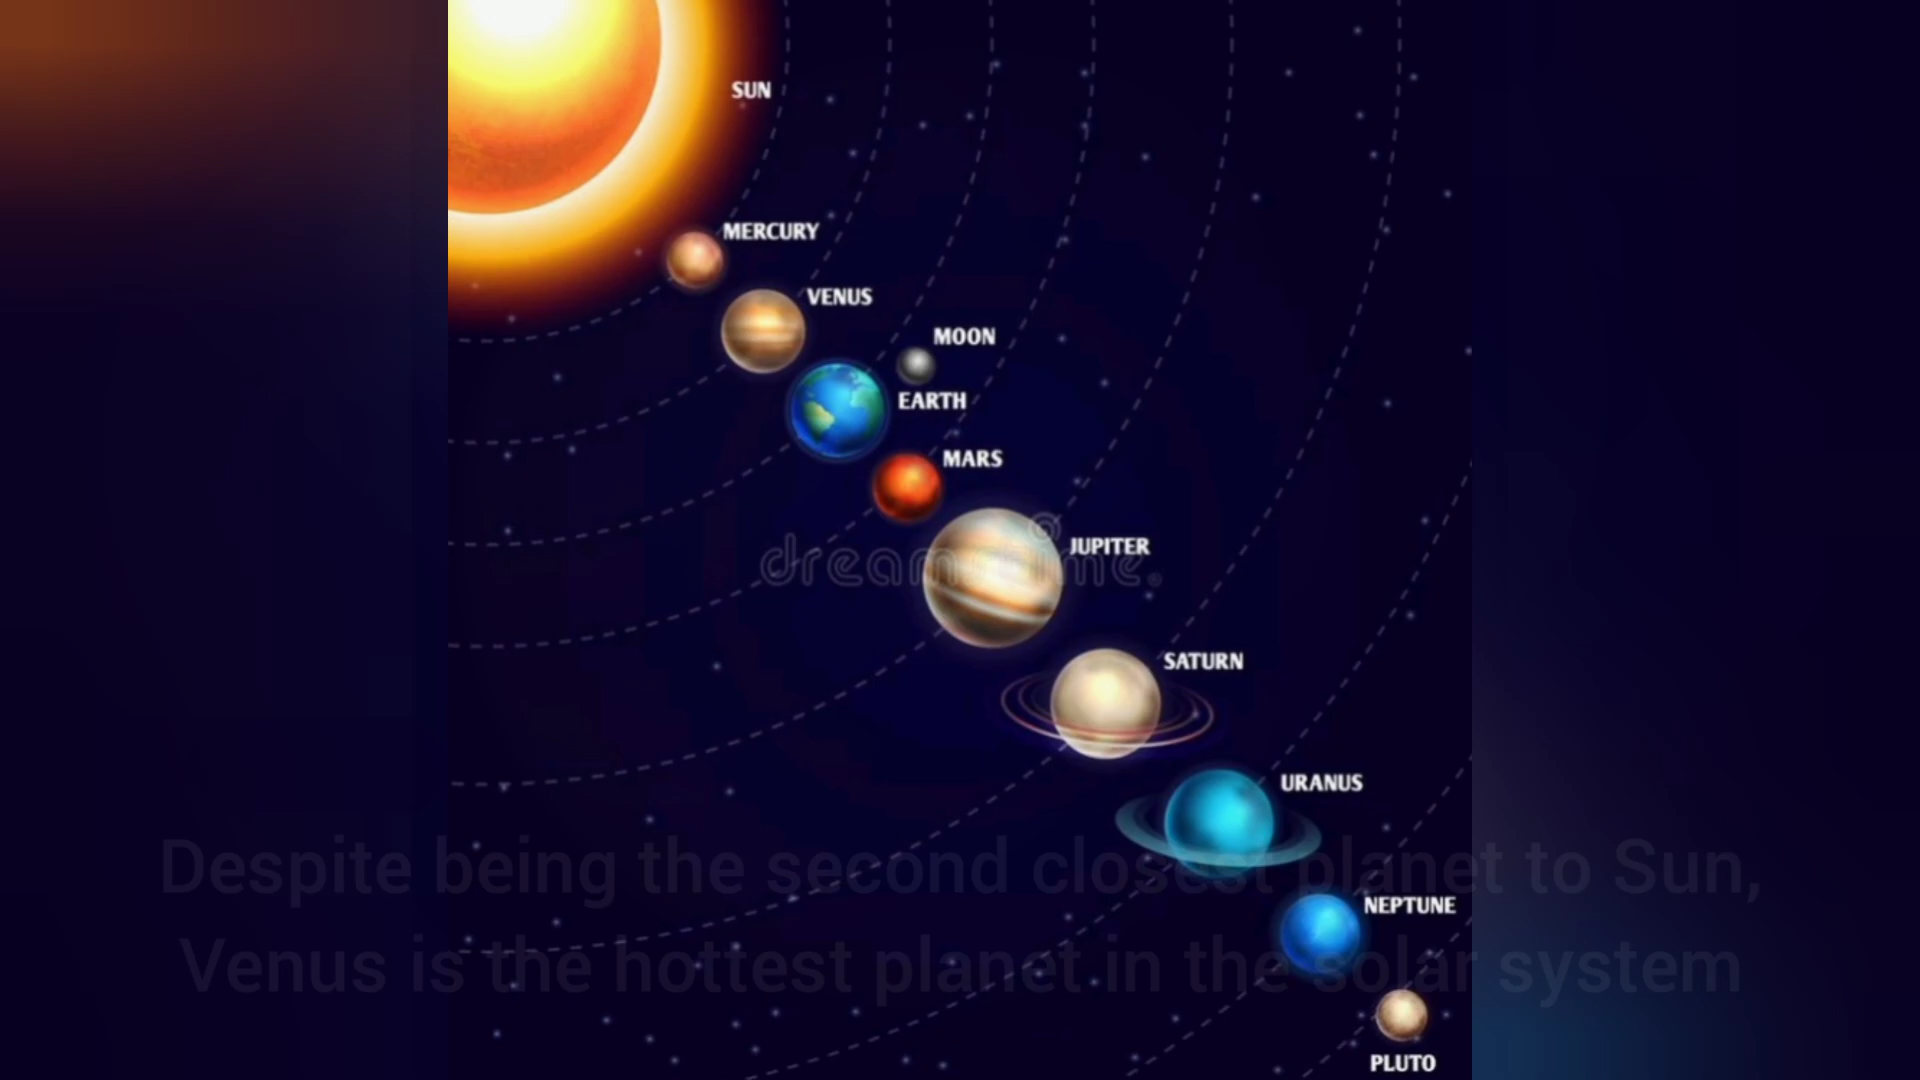 SUN
MERCURY
VENUS
MOON
EARTH
MARS
JUPITER
dreamstime.
SATURN
URANUS
Despite being the second closest planet to Sun,
NEPTUNE
Venus is the hottest planet in the solar system
PLUTO